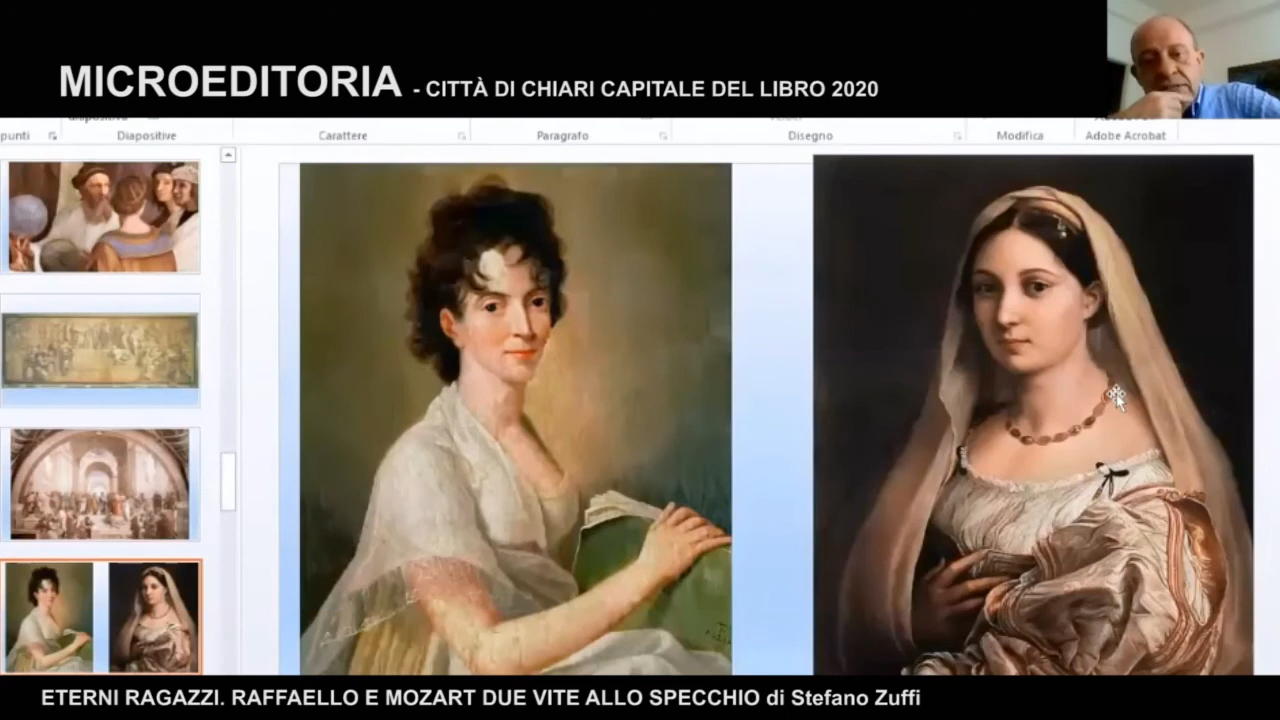 MICROEDITORIA - CITTÀ DI CHIARI CAPITALE DEL LIBRO 2020
punti Diapositive Carattere Paragrafo Disegno Modifica Adobe Acrobat
ETERNI RAGAZZI. RAFFAELLO E MOZART DUE VITE ALLO SPECCHIO di Stefano Zuffi